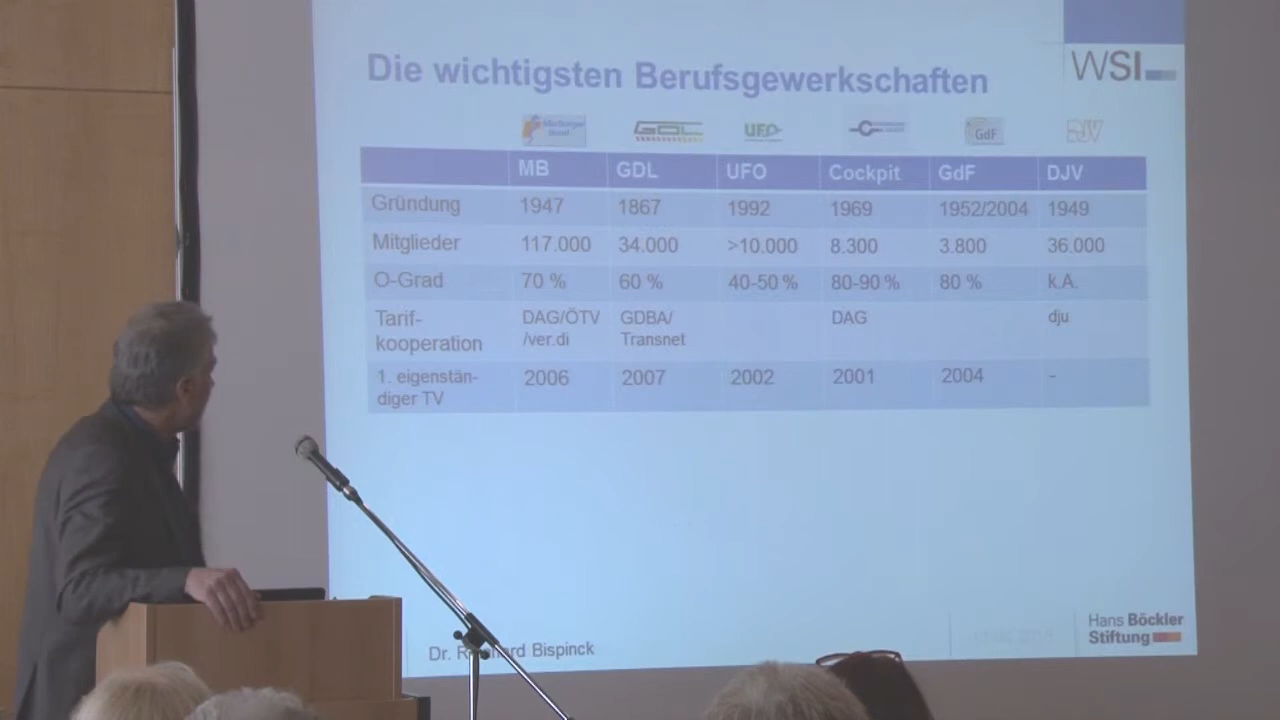 WSI
Die wichtigsten Berufsgewerkschaften
Marburger Bund GDL UFO GdF DJV
MB GDL UFO Cockpit GdF DJV
Gründung 1947 1867 1992 1969 1952/2004 1949
Mitglieder 117.000 34.000 >10.000 8.300 3.800 36.000
O-Grad 70 % 60 % 40-50 % 80-90 % 80 % k.A.
Tarif- DAG/ÖTV GDBA/ DAG dju
kooperation /ver.di Transnet
1. eigenstän- 2006 2007 2002 2001 2004 -
diger TV
Dr. Bispinck
Hans Böckler
Stiftung